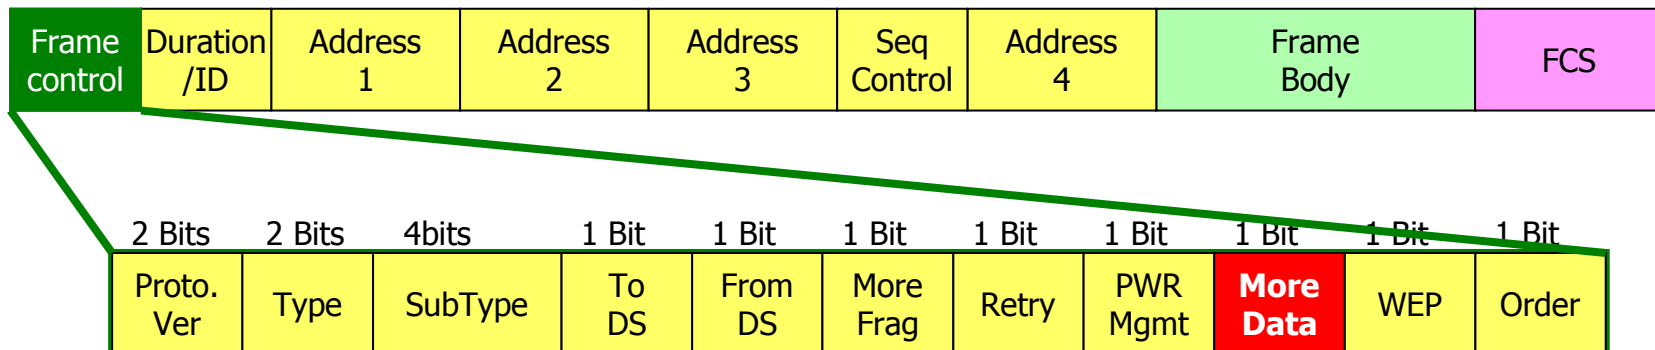 Frame control
Duration /ID
Address 1
Address 2
Address 3
Seq Control
Address 4
Frame Body
FCS
2 Bits 2 Bits 4bits 1 Bit 1 Bit 1 Bit 1 Bit 1 Bit 1 Bit 1 Bit 1 Bit
Proto. Ver
Type
SubType
To DS
From DS
More Frag
Retry
PWR Mgmt
More Data
WEP
Order